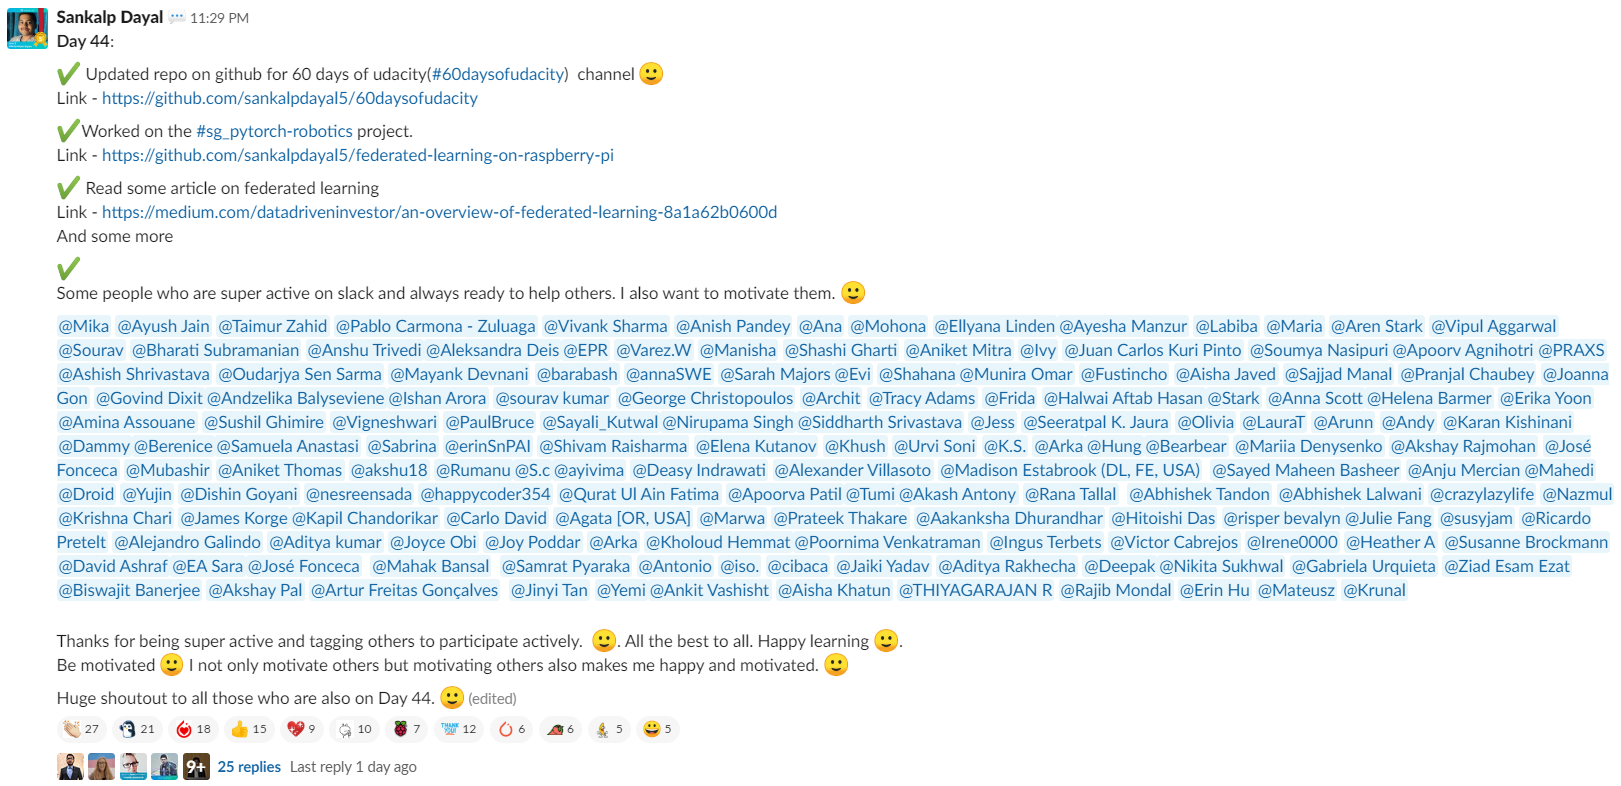 Sankalp Dayal 11:29 PM
Day 44:
Updated repo on github for 60 days of udacity(#60daysofudacity) channel
Link - https://github.com/sankalpdayal5/60daysofudacity
Worked on the #sg_pytorch-robotics project.
Link - https://github.com/sankalpdayal5/federated-learning-on-raspberry-pi
Read some article on federated learning
Link - https://medium.com/datadriveninvestor/an-overview-of-federated-learning-8a1a62b0600d
And some more
Some people who are super active on slack and always ready to help others. I also want to motivate them.
@Mika @Ayush Jain @Taimur Zahid @Pablo Carmona - Zuluaga @Vivank Sharma @Anish Pandey @Ana @Mohona @Ellyana Linden @Ayesha Manzur @Labiba @Maria @Aren Stark @Vipul Aggarwal
@Sourav @Bharati Subramanian @Anshu Trivedi @Aleksandra Deis @EPR @Varez.W @Manisha @Shashi Gharti @Aniket Mitra @Ivy @Juan Carlos Kuri Pinto @Soumya Nasipuri @Apoorv Agnihotri @PRAXS
@Ashish Shrivastava @Oudarjya Sen Sarma @Mayank Devnani @barabash @annaSWE @Sarah Majors @Evi @Shahana @Munira Omar @Fustincho @Aisha Javed @Sajjad Manal @Pranjal Chaubey @Joanna
Gon @Govind Dixit @Andzelika Balyseviene @Ishan Arora @sourav kumar @George Christopoulos @Archit @Tracy Adams @Frida @Halwai Aftab Hasan @Stark @Anna Scott @Helena Barmer @Erika Yoon
@Amina Assouane @Sushil Ghimire @Vigneshwari @PaulBruce @Sayali_Kutwal @Nirupama Singh @Siddharth Srivastava @Jess @Seeratpal K. Jaura @Olivia @LauraT @Arunn @Andy @Karan Kishinani
@Dammy @Berenice @Samuela Anastasi @Sabrina @erinSnPAI @Shivam Raisharma @Elena Kutanov @Khush @Urvi Soni @K.S. @Arka @Hung @Bearbear @Mariia Denysenko @Akshay Rajmohan @José
Fonceca @Mubashir @Aniket Thomas @akshu18 @Rumanu @S.c @ayivima @Deasy Indrawati @Alexander Villasoto @Madison Estabrook (DL, FE, USA) @Sayed Maheen Basheer @Anju Mercian @Mahedi
@Droid @Yujin @Dishin Goyani @nesreensada @happycoder354 @Qurat Ul Ain Fatima @Apoorva Patil @Tumi @Akash Antony @Rana Tallal @Abhishek Tandon @Abhishek Lalwani @crazylazylife @Nazmul
@Krishna Chari @James Korge @Kapil Chandorikar @Carlo David @Agata [OR, USA] @Marwa @Prateek Thakare @Aakanksha Dhurandhar @Hitoishi Das @risper bevalyn @Julie Fang @susyjam @Ricardo
Pretelt @Alejandro Galindo @Aditya kumar @Joyce Obi @Joy Poddar @Arka @Kholoud Hemmat @Poornima Venkatraman @Ingus Terbets @Victor Cabrejos @Irene0000 @Heather A @Susanne Brockmann
@David Ashraf @EA Sara @José Fonceca @Mahak Bansal @Samrat Pyaraka @Antonio @iso. @cibaca @Jaiki Yadav @Aditya Rakhecha @Deepak @Nikita Sukhwal @Gabriela Urquieta @Ziad Esam Ezat
@Biswajit Banerjee @Akshay Pal @Artur Freitas Gonçalves @Jinyi Tan @Yemi @Ankit Vashisht @Aisha Khatun @THIYAGARAJAN R @Rajib Mondal @Erin Hu @Mateusz @Krunal
Thanks for being super active and tagging others to participate actively. . All the best to all. Happy learning .
Be motivated I not only motivate others but motivating others also makes me happy and motivated.
Huge shoutout to all those who are also on Day 44. (edited)
27 21 18 15 9 10 7 THANK YOU 12 6 6 5 5
9+ 25 replies Last reply 1 day ago